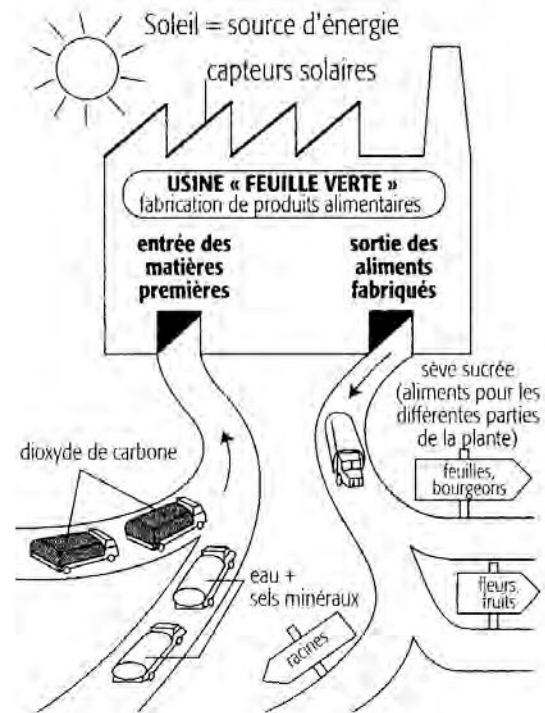 Soleil = source d'énergie
capteurs solaires
USINE « FEUILLE VERTE »
fabrication de produits alimentaires
entrée des
matières
premières
sortie des
aliments
fabriqués
sève sucrée
(aliments pour les
différentes parties
de la plante)
dioxyde de carbone
feuilles,
bourgeons
eau +
sels minéraux
fleurs,
fruits
racines